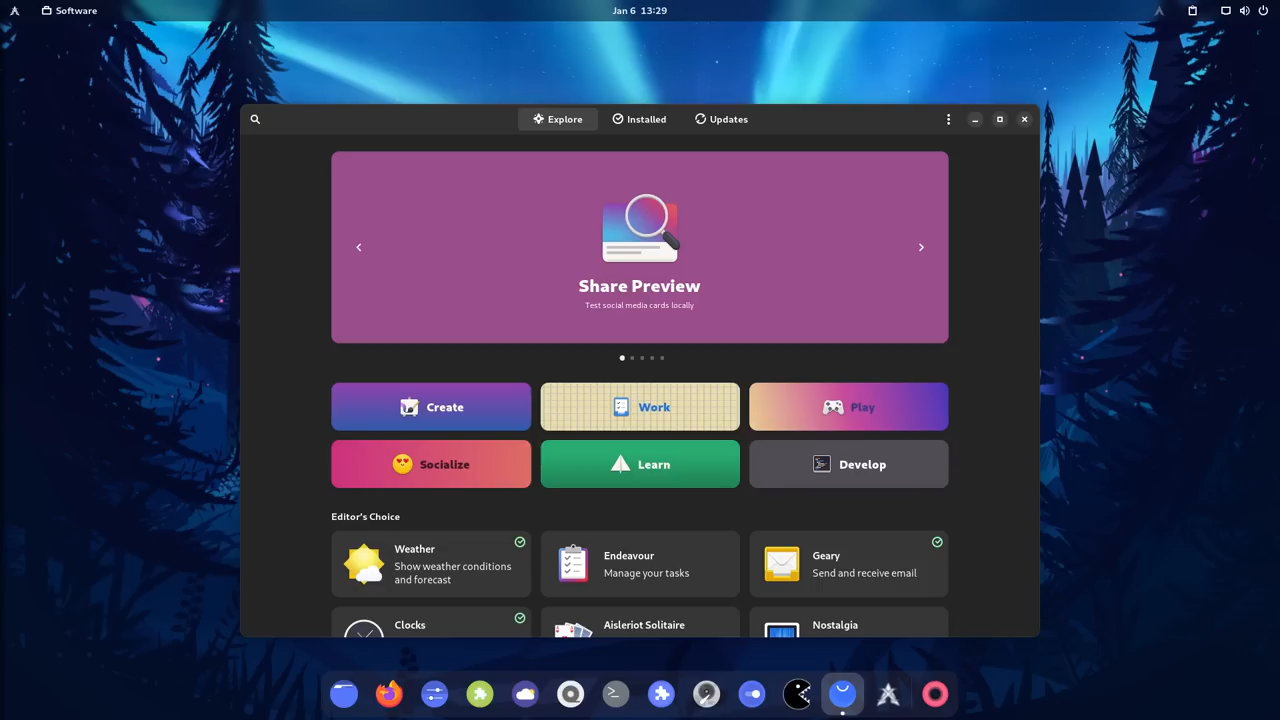 Software
Jan 6 13:29
Explore
Installed
Updates
Share Preview
Test social media cards locally
Create
Work
Play
Socialize
Learn
Develop
Editor's Choice
Weather
Show weather conditions
and forecast
Endeavour
Manage your tasks
Geary
Send and receive email
Clocks
Aisleriot Solitaire
Nostalgia